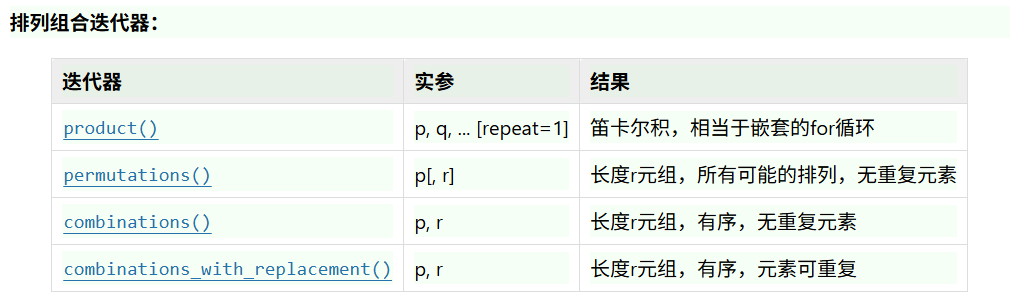 排列组合迭代器：
迭代器 实参 结果
product() p, q, ... [repeat=1] 笛卡尔积，相当于嵌套的for循环
permutations() p[, r] 长度r元组，所有可能的排列，无重复元素
combinations() p, r 长度r元组，有序，无重复元素
combinations_with_replacement() p, r 长度r元组，有序，元素可重复